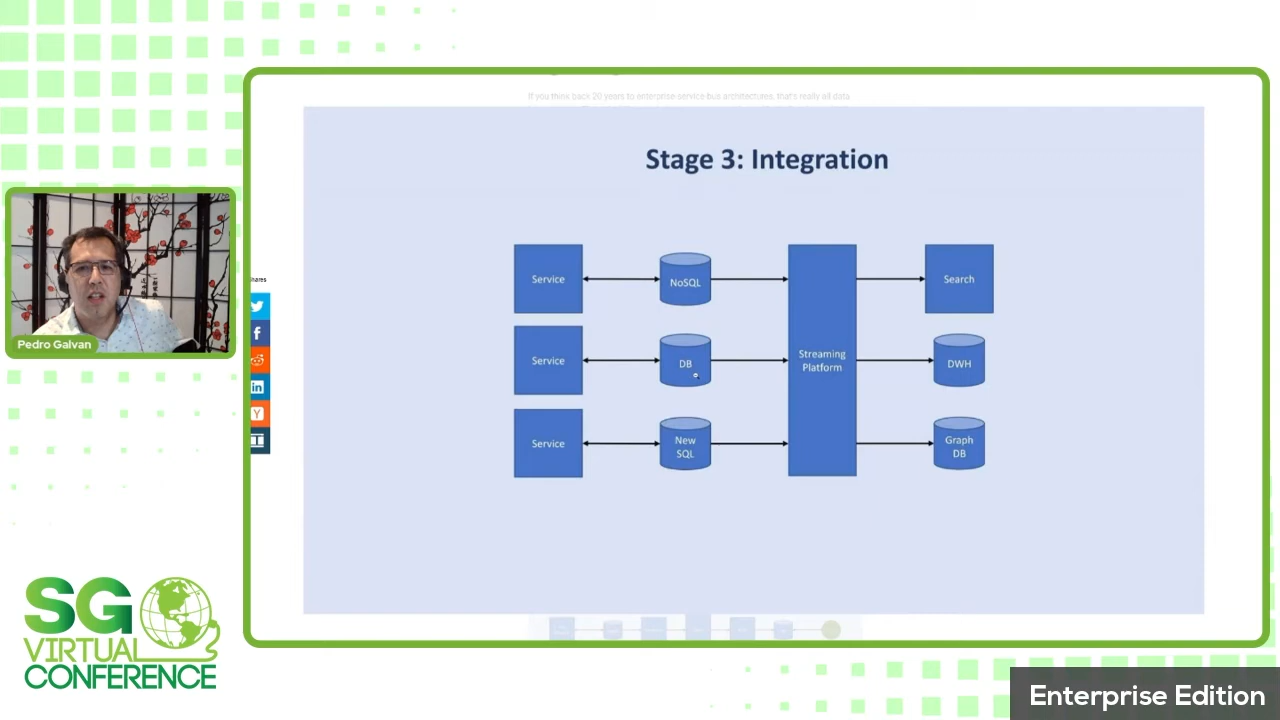 If you think back 20 years to enterprise-service bus architectures, that's really all data
Stage 3: Integration
Service
NoSQL
Search
Service
DB
Streaming
Platform
DWH
Service
New
SQL
Graph
DB
Pedro Galvan
hares
f
in
Y
SG
VIRTUAL
CONFERENCE
Enterprise Edition